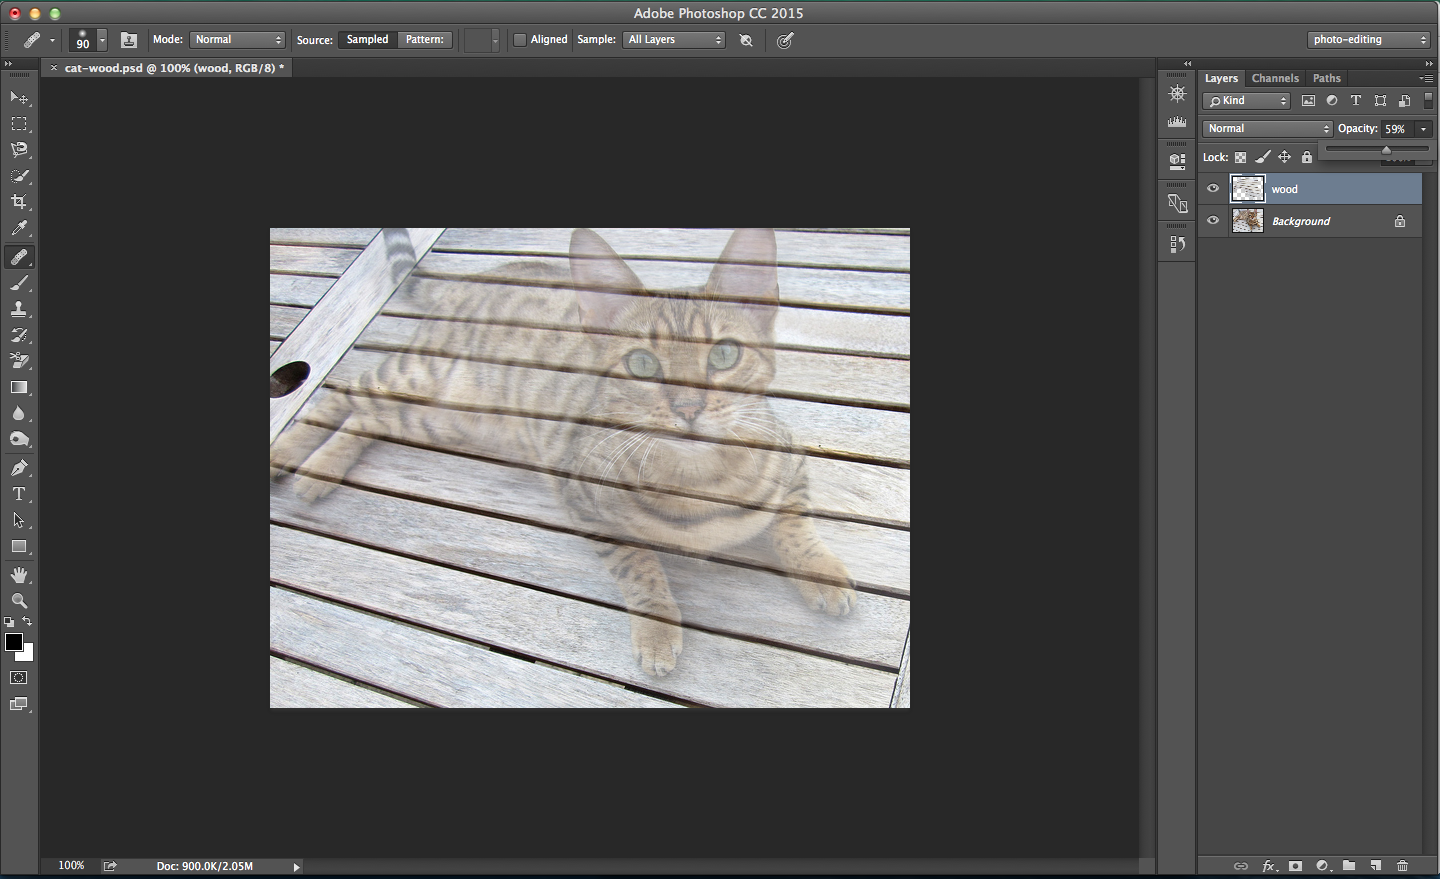 Adobe Photoshop CC 2015
90 Mode: Normal Source: Sampled Pattern: Aligned Sample: All Layers photo-editing
× cat-wood.psd @ 100% (wood, RGB/8) *
Layers Channels Paths
Kind T
Normal Opacity: 59%
Lock:
wood
Background
T
100% Doc: 900.0K/2.05M
fx